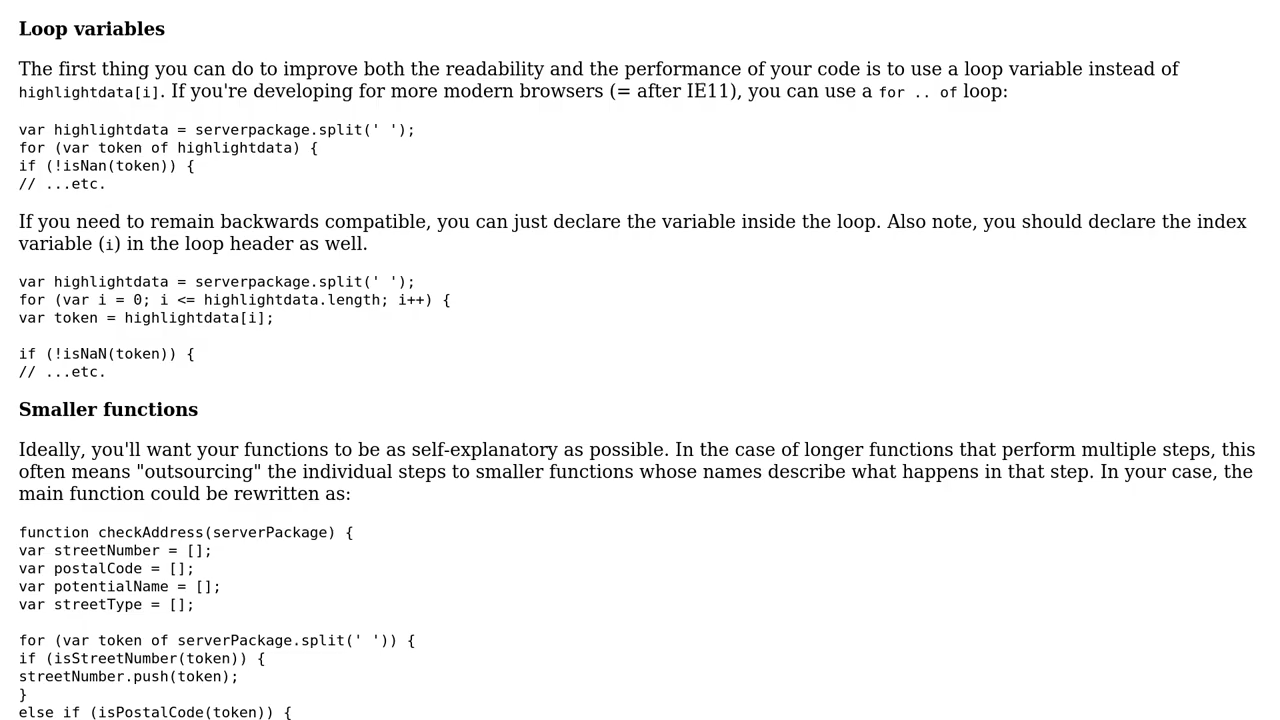 Loop variables
The first thing you can do to improve both the readability and the performance of your code is to use a loop variable instead of
highlightdata[i]. If you're developing for more modern browsers (= after IE11), you can use a for .. of loop:
var highlightdata = serverpackage.split(' ');
for (var token of highlightdata) {
if (!isNan(token)) {
// ...etc.
If you need to remain backwards compatible, you can just declare the variable inside the loop. Also note, you should declare the index
variable (i) in the loop header as well.
var highlightdata = serverpackage.split(' ');
for (var i = 0; i <= highlightdata.length; i++) {
var token = highlightdata[i];
if (!isNaN(token)) {
// ...etc.
Smaller functions
Ideally, you'll want your functions to be as self-explanatory as possible. In the case of longer functions that perform multiple steps, this
often means "outsourcing" the individual steps to smaller functions whose names describe what happens in that step. In your case, the
main function could be rewritten as:
function checkAddress(serverPackage) {
var streetNumber = [];
var postalCode = [];
var potentialName = [];
var streetType = [];
for (var token of serverPackage.split(' ')) {
if (isStreetNumber(token)) {
streetNumber.push(token);
}
else if (isPostalCode(token)) {